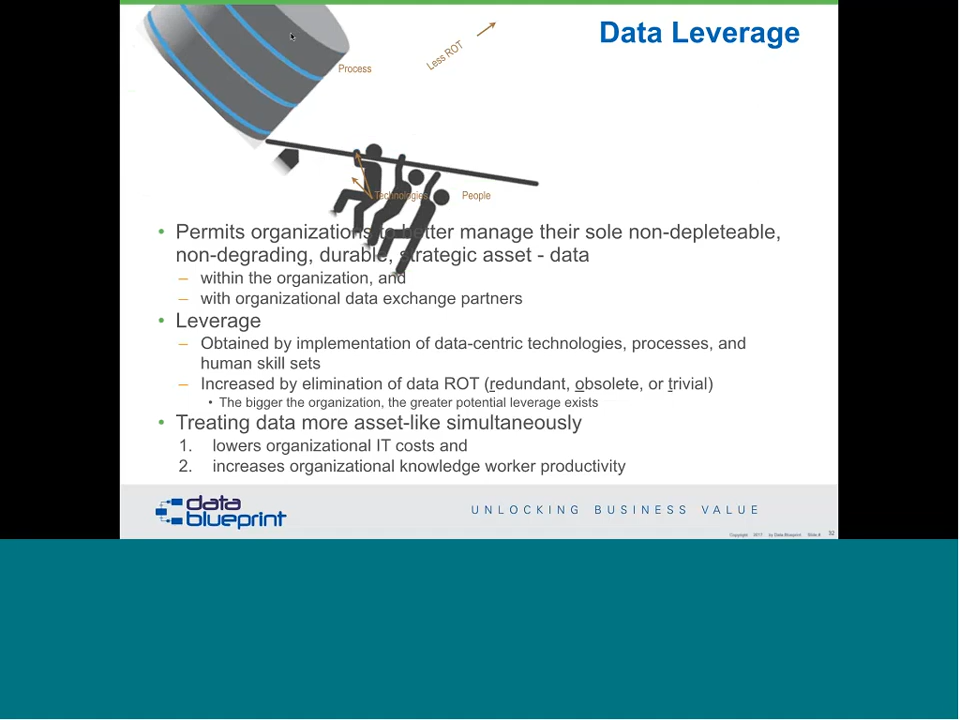 Data Leverage
Less ROT
Process
Technologies
People
• Permits organizations to better manage their sole non-depleteable,
non-degrading, durable, strategic asset - data
– within the organization, and
– with organizational data exchange partners
• Leverage
– Obtained by implementation of data-centric technologies, processes, and
human skill sets
– Increased by elimination of data ROT (redundant, obsolete, or trivial)
• The bigger the organization, the greater potential leverage exists
• Treating data more asset-like simultaneously
1. lowers organizational IT costs and
2. increases organizational knowledge worker productivity
data
blueprint
UNLOCKING BUSINESS VALUE
Copyright 2017 by Data Blueprint Slide # 32